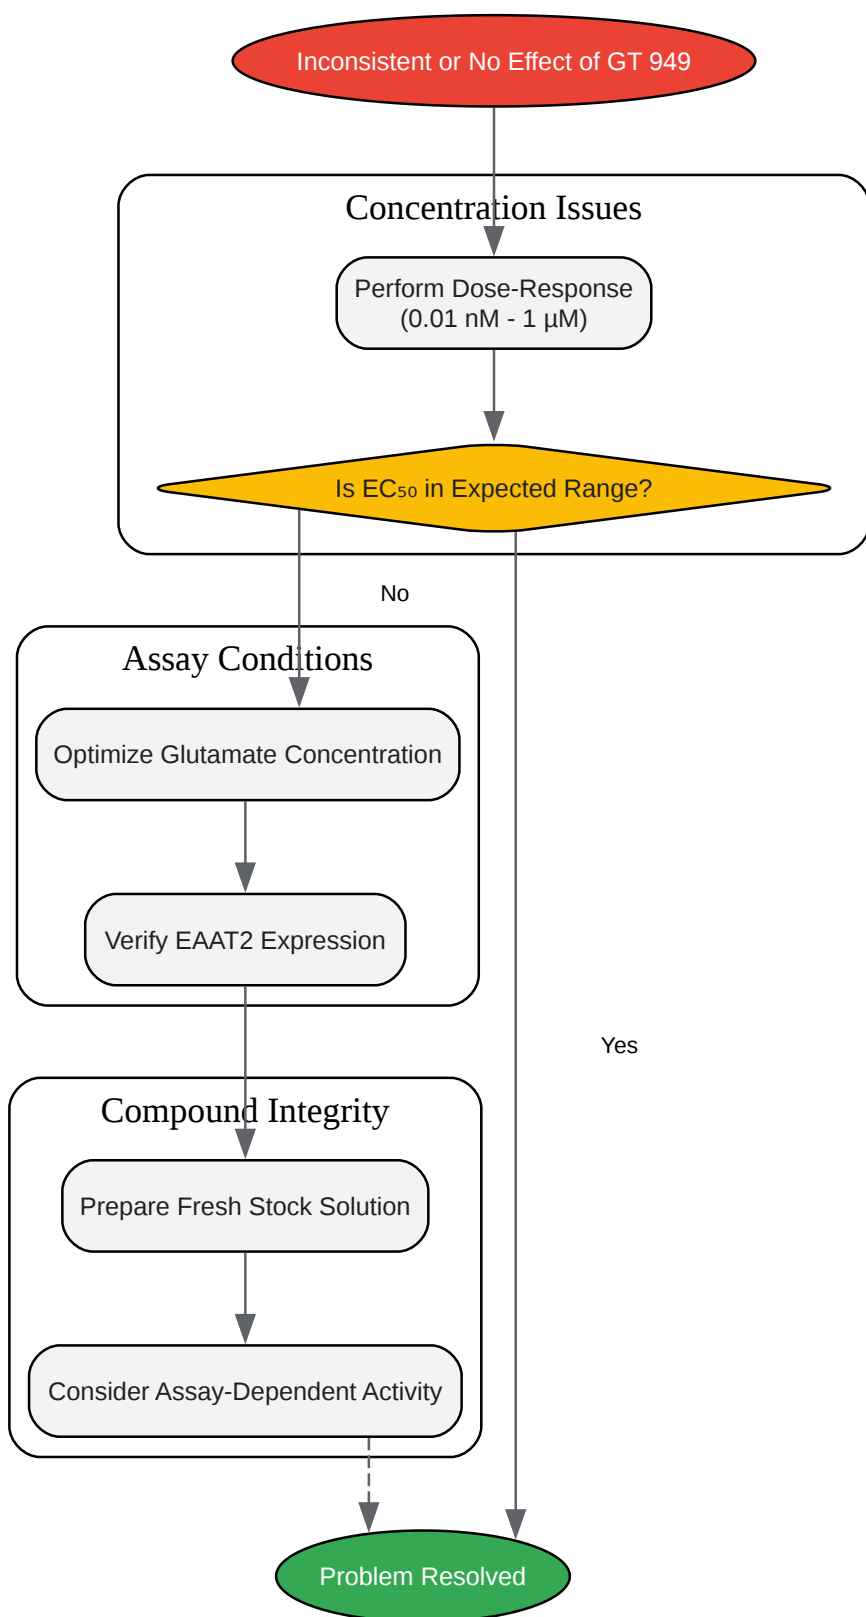 Inconsistent or No Effect of GT 949
Concentration Issues
Perform Dose-Response
(0.01 nM - 1 µM)
Is EC₅₀ in Expected Range?
No
Assay Conditions
Optimize Glutamate Concentration
Verify EAAT2 Expression
Yes
Compound Integrity
Prepare Fresh Stock Solution
Consider Assay-Dependent Activity
Problem Resolved